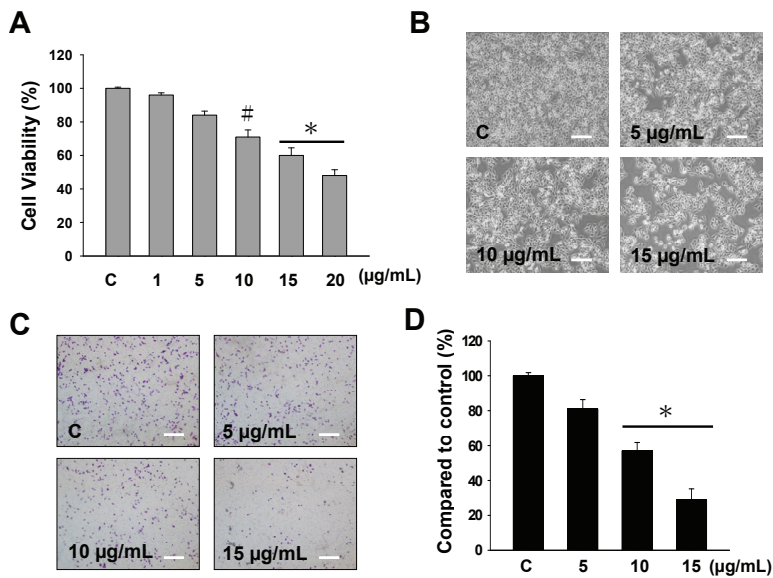 A
Cell Viability (%)
120
100
80
60
40
20
0
#
*
C 1 5 10 15 20 (µg/mL)
B
C
5 µg/mL
10 µg/mL
15 µg/mL
C
C
5 µg/mL
10 µg/mL
15 µg/mL
D
Compared to control (%)
120
100
80
60
40
20
0
*
C 5 10 15 (µg/mL)